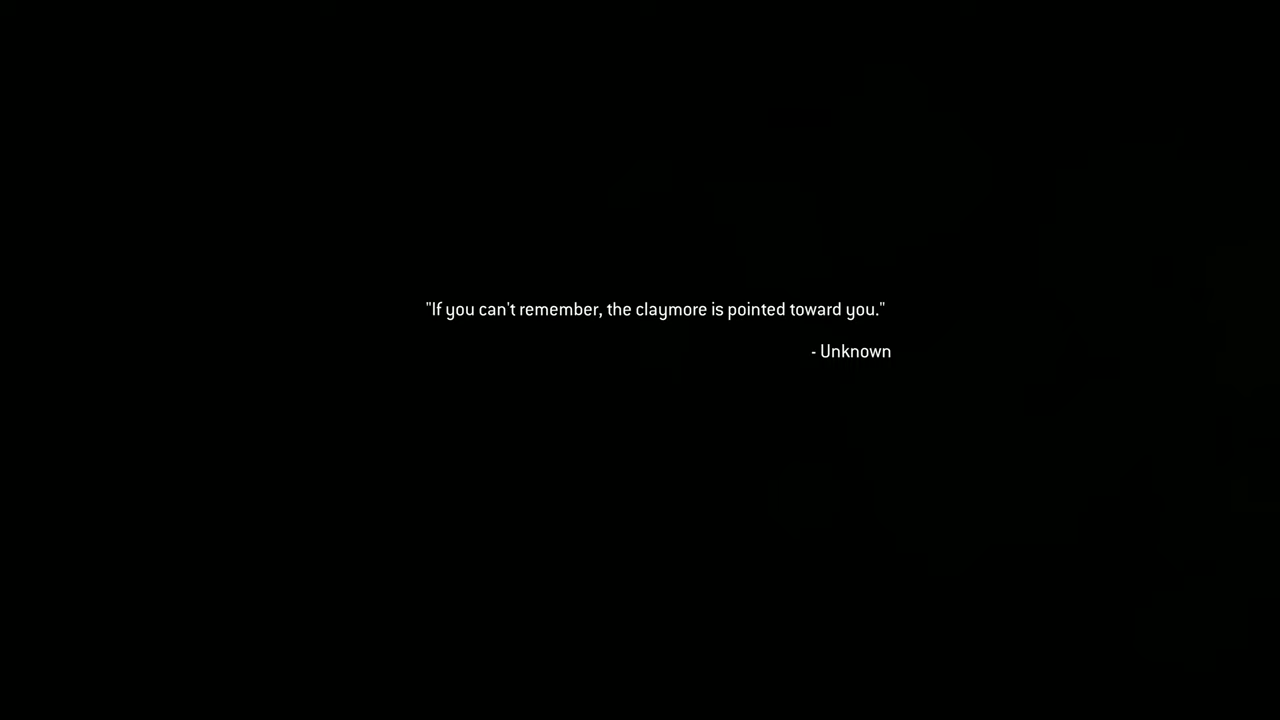 "If you can't remember, the claymore is pointed toward you."
- Unknown